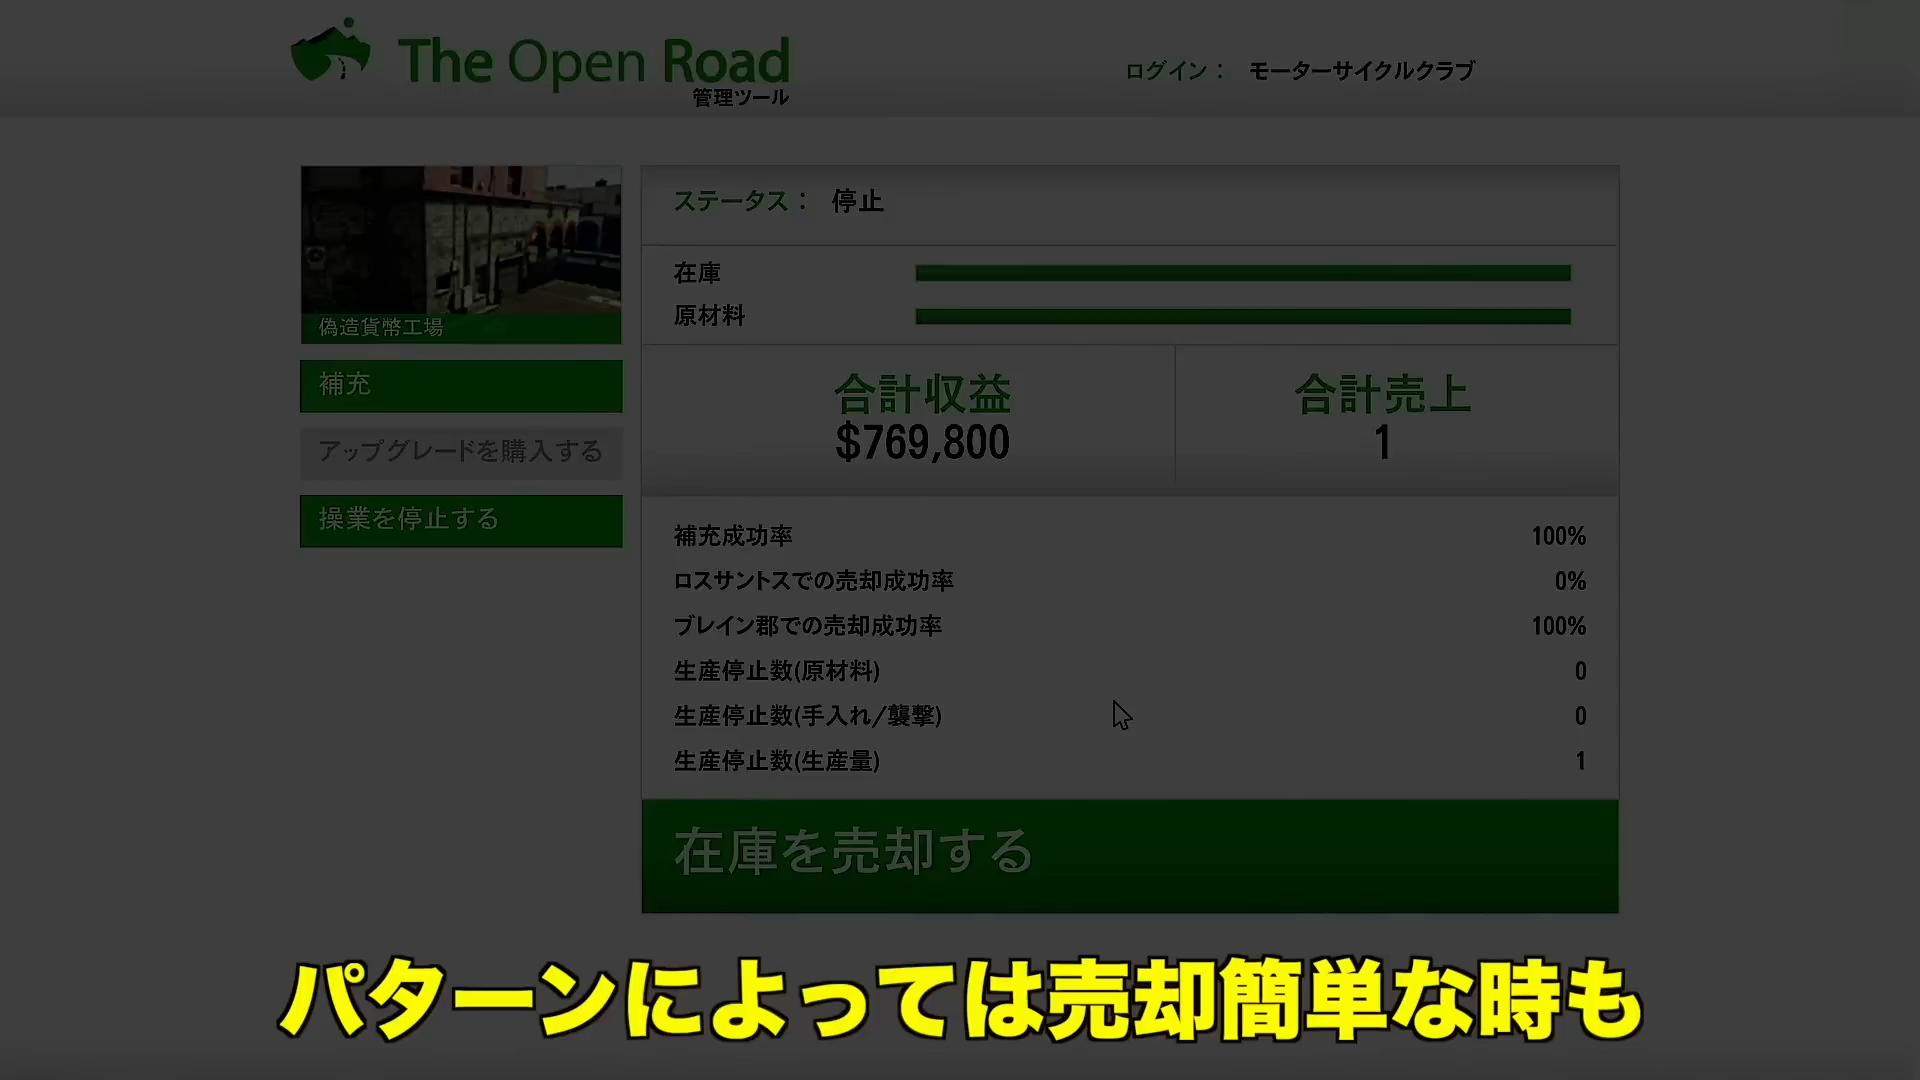 The Open Road
管理ツール
ログイン： モーターサイクルクラブ
偽造貨幣工場
補充
アップグレードを購入する
操業を停止する
ステータス： 停止
在庫
原材料
合計収益
$769,800
合計売上
1
補充成功率 100%
ロスサントスでの売却成功率 0%
ブレイン郡での売却成功率 100%
生産停止数(原材料) 0
生産停止数(手入れ/襲撃) 0
生産停止数(生産量) 1
在庫を売却する
パターンによっては売却簡単な時も